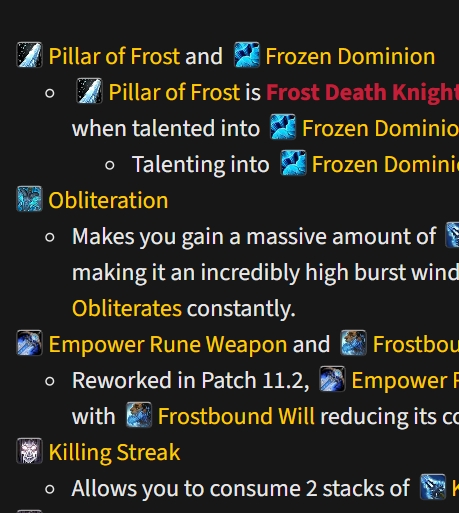 Pillar of Frost and Frozen Dominion
Pillar of Frost is Frost Death Knight
when talented into Frozen Dominio
Talenting into Frozen Domini
Obliteration
Makes you gain a massive amount of
making it an incredibly high burst wind
Obliterates constantly.
Empower Rune Weapon and Frostbou
Reworked in Patch 11.2, Empower
with Frostbound Will reducing its co
Killing Streak
Allows you to consume 2 stacks of